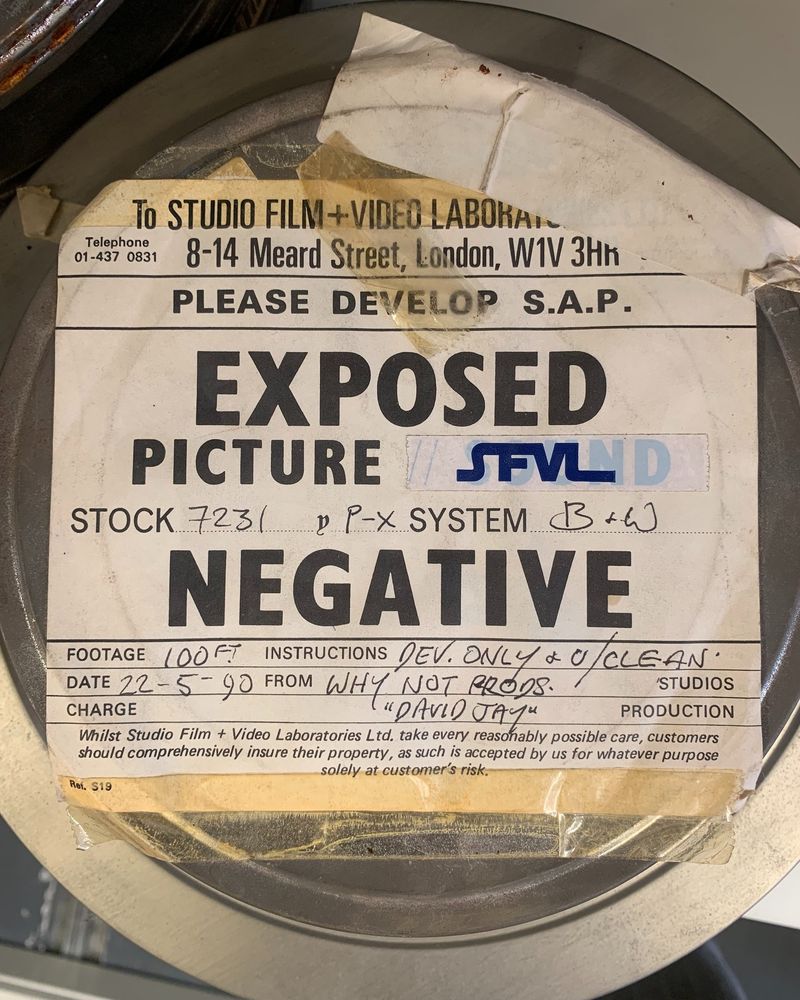 To STUDIO FILM+VIDEO
Telephone
01-437 0831
8-14 Meard Street, London, W1V 3HR
PLEASE DEVELOP S.A.P.
EXPOSED
PICTURE // SFVL SOUND
STOCK 7231 P-X SYSTEM B+W
NEGATIVE
FOOTAGE 100FT INSTRUCTIONS DEV. ONLY & U/CLEAN.
DATE 22-5-90 FROM WHY NOT PRODS. STUDIOS
CHARGE "DAVID JAY" PRODUCTION
Whilst Studio Film + Video Laboratories Ltd. take every reasonably possible care, customers
should comprehensively insure their property, as such is accepted by us for whatever purpose
solely at customer's risk.
Ref. S19